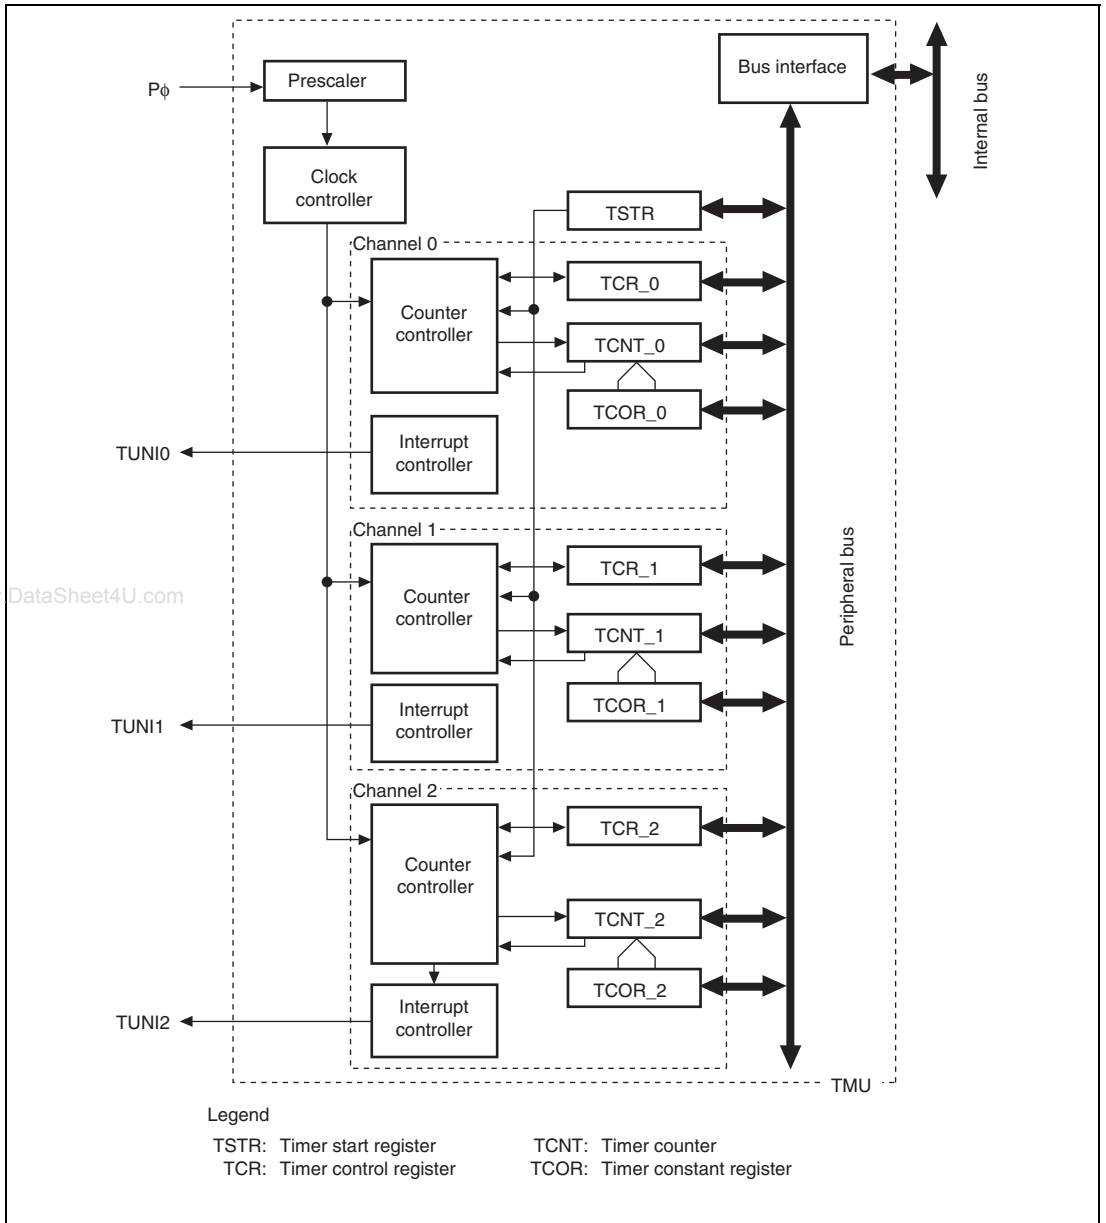 Pϕ
Prescaler
Bus interface
Internal bus
Clock
controller
TSTR
Channel 0
Counter
controller
TCR_0
TCNT_0
TCOR_0
Interrupt
controller
TUNI0
Channel 1
Counter
controller
TCR_1
TCNT_1
TCOR_1
Peripheral bus
DataSheet4U.com
Interrupt
controller
TUNI1
Channel 2
Counter
controller
TCR_2
TCNT_2
TCOR_2
Interrupt
controller
TUNI2
TMU
Legend
TSTR: Timer start register
TCR: Timer control register
TCNT: Timer counter
TCOR: Timer constant register